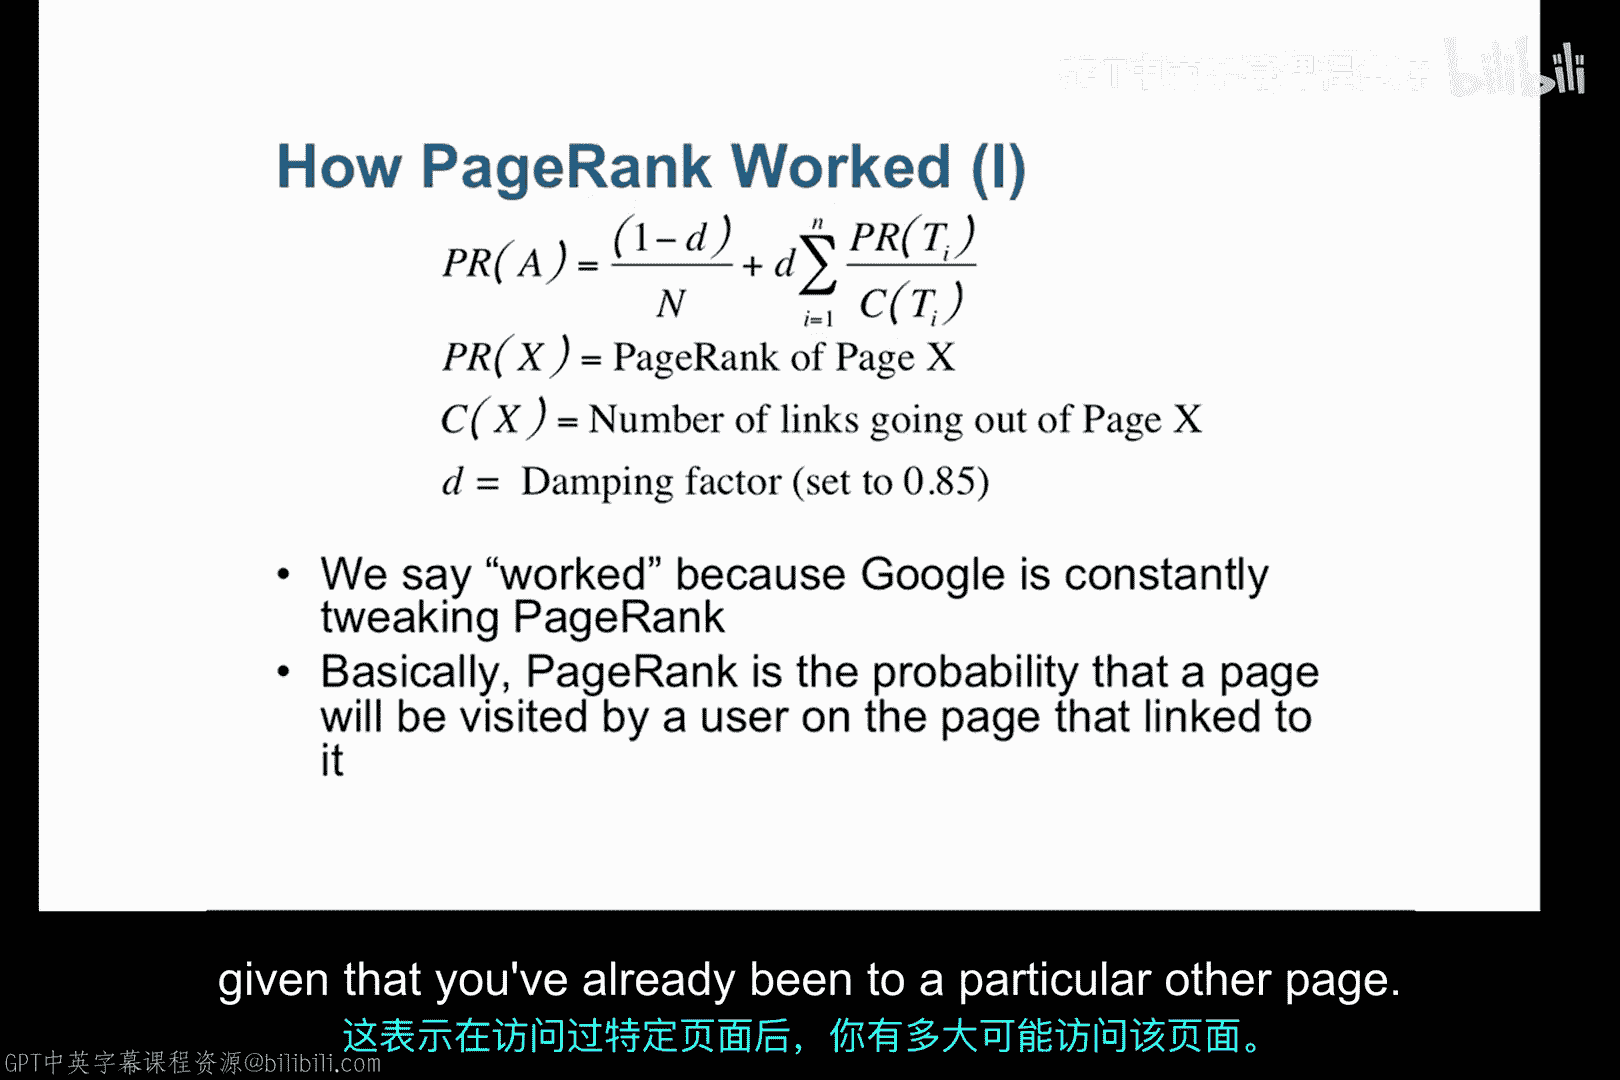 bilibili
How PageRank Worked (I)
PR(A) = (1-d)/N + d∑_{i=1}^{n} PR(T_i)/C(T_i)
PR(X) = PageRank of Page X
C(X) = Number of links going out of Page X
d = Damping factor (set to 0.85)
• We say “worked” because Google is constantly
tweaking PageRank
• Basically, PageRank is the probability that a page
will be visited by a user on the page that linked to
it
given that you've already been to a particular other page.
这表示在访问过特定页面后，你有多大可能访问该页面。
GPT中英字幕课程资源@bilibili.com